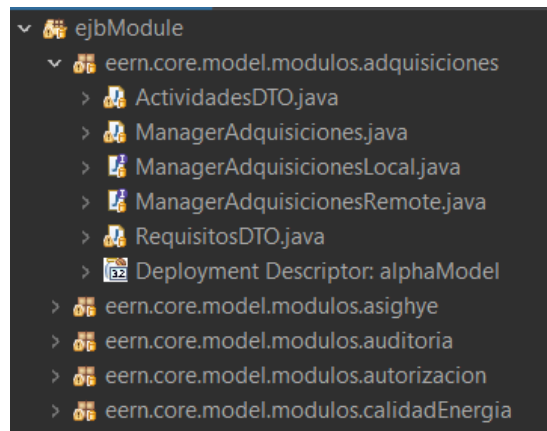 ejbModule
eern.core.model.modulos.adquisiciones
ActividadesDTO.java
ManagerAdquisiciones.java
ManagerAdquisicionesLocal.java
ManagerAdquisicionesRemote.java
RequisitosDTO.java
Deployment Descriptor: alphaModel
eern.core.model.modulos.asighye
eern.core.model.modulos.auditoria
eern.core.model.modulos.autorizacion
eern.core.model.modulos.calidadEnergia